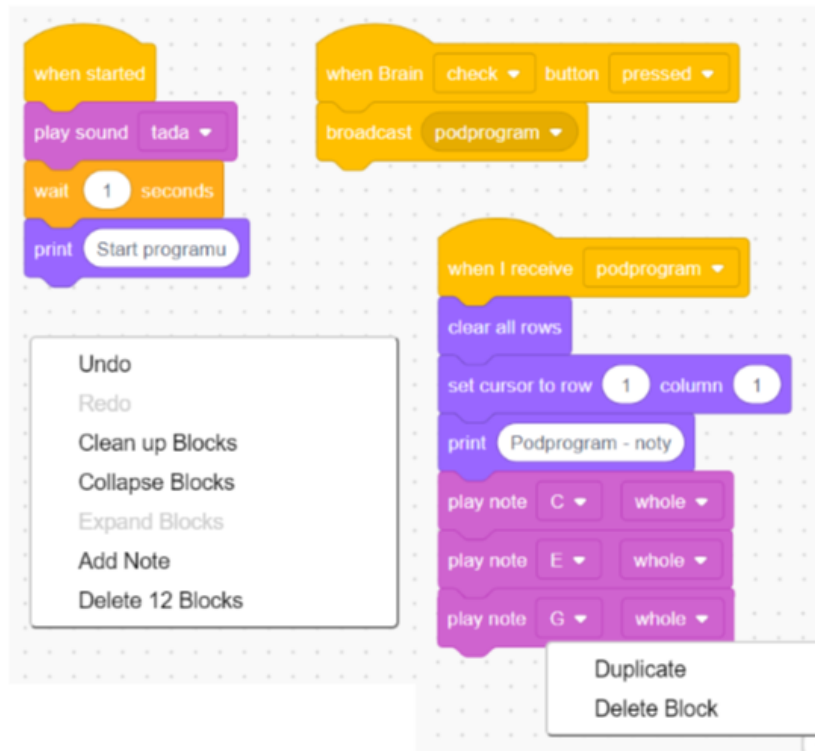 when started
play sound tada
wait 1 seconds
print Start programu
when Brain check button pressed
broadcast podprogram
when I receive podprogram
clear all rows
set cursor to row 1 column 1
print Podprogram - noty
play note C whole
play note E whole
play note G whole
Undo
Redo
Clean up Blocks
Collapse Blocks
Expand Blocks
Add Note
Delete 12 Blocks
Duplicate
Delete Block